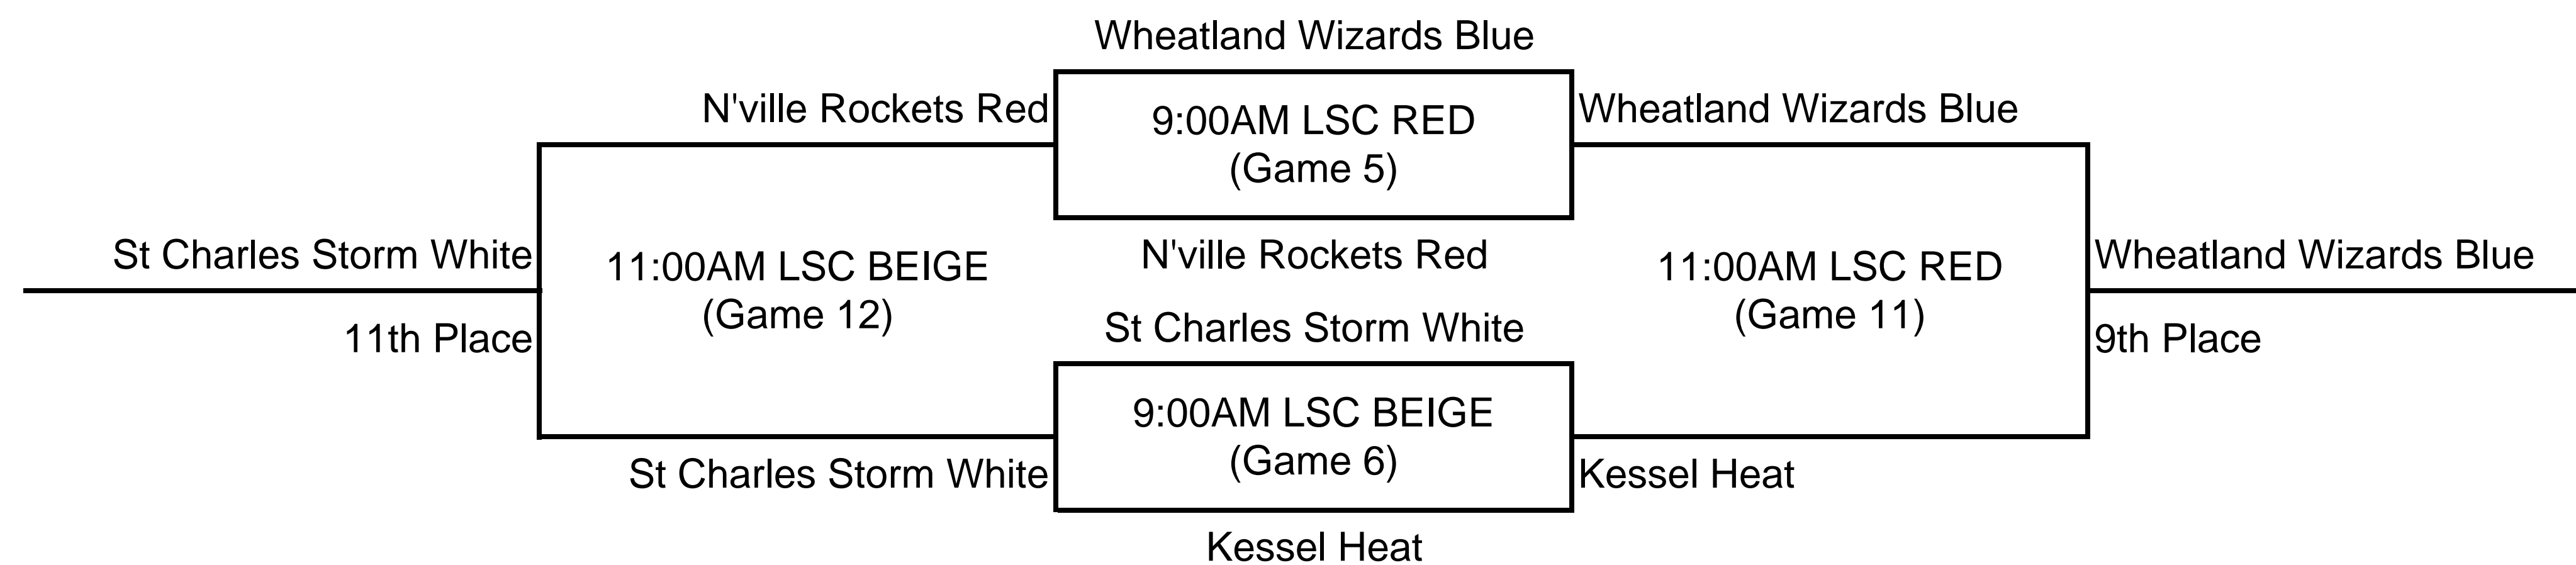 Wheatland Wizards Blue
N'ville Rockets Red
9:00AM LSC RED
(Game 5)
Wheatland Wizards Blue
St Charles Storm White
11th Place
11:00AM LSC BEIGE
(Game 12)
N'ville Rockets Red
St Charles Storm White
11:00AM LSC RED
(Game 11)
Wheatland Wizards Blue
9th Place
St Charles Storm White
9:00AM LSC BEIGE
(Game 6)
Kessel Heat
Kessel Heat